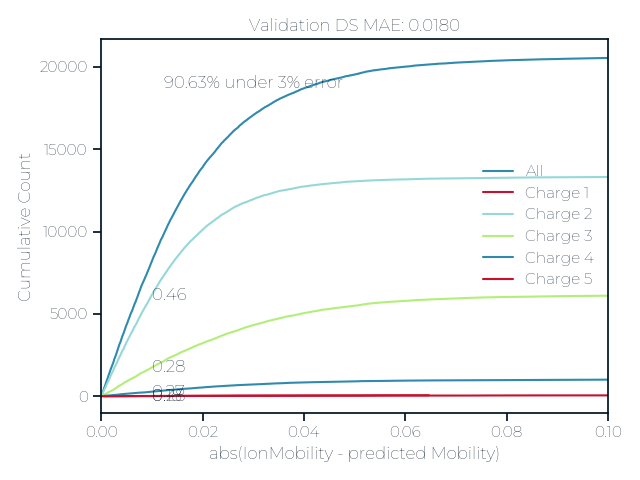 Validation DS MAE: 0.0180
20000
90.63% under 3% error
15000
All
Charge 1
Charge 2
Charge 3
Charge 4
Charge 5
10000
Cumulative Count
0.46
5000
0.28
0
0.00 0.02 0.04 0.06 0.08 0.10
abs(IonMobility - predicted Mobility)